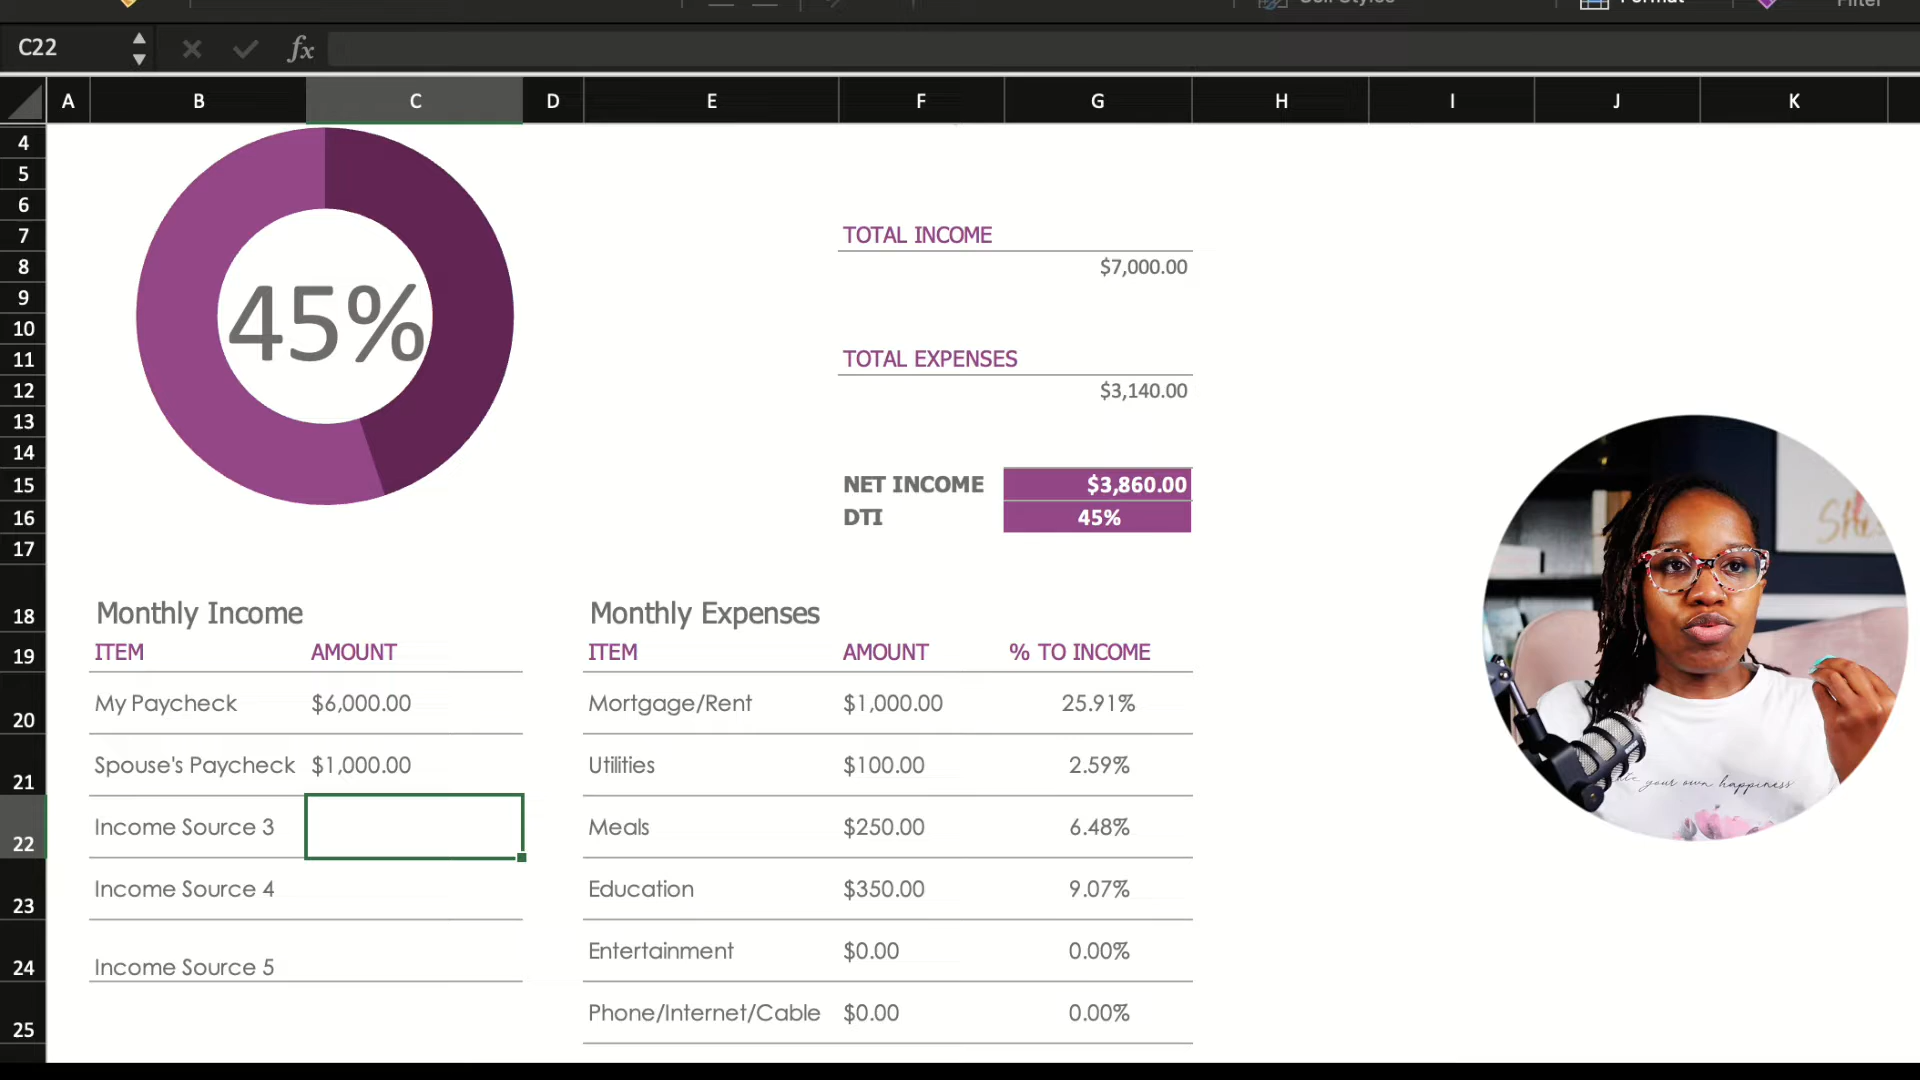 Format
Filter
C22
fx
A B C D E F G H I J K
4
5
6
7 TOTAL INCOME
8 $7,000.00
9
10 45%
11 TOTAL EXPENSES
12 $3,140.00
13
14
15 NET INCOME $3,860.00
16 DTI 45%
17
18 Monthly Income Monthly Expenses
19 ITEM AMOUNT ITEM AMOUNT % TO INCOME
20 My Paycheck $6,000.00 Mortgage/Rent $1,000.00 25.91%
21 Spouse's Paycheck $1,000.00 Utilities $100.00 2.59%
22 Income Source 3 Meals $250.00 6.48%
23 Income Source 4 Education $350.00 9.07%
24 Income Source 5 Entertainment $0.00 0.00%
25 Phone/Internet/Cable $0.00 0.00%
your own happiness